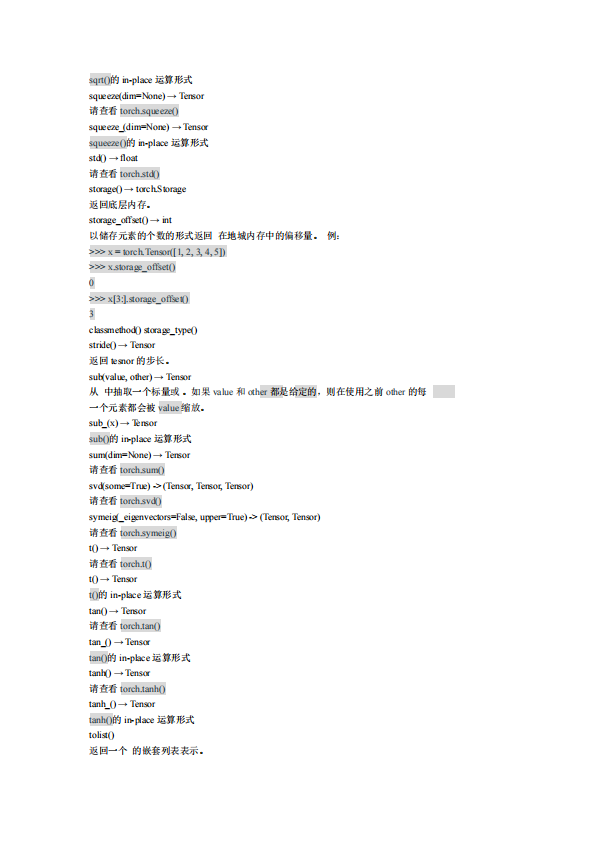 sqrt()的 in-place 运算形式
squeeze(dim=None) → Tensor
请查看 torch.squeeze()
squeeze_(dim=None) → Tensor
squeeze()的 in-place 运算形式
std() → float
请查看 torch.std()
storage() → torch.Storage
返回底层内存。
storage_offset() → int
以储存元素的个数的形式返回 在地城内存中的偏移量。 例：
>>> x = torch.Tensor([1, 2, 3, 4, 5])
>>> x.storage_offset()
0
>>> x[3:].storage_offset()
3
classmethod() storage_type()
stride() → Tensor
返回 tesnor 的步长。
sub(value, other) → Tensor
从 中抽取一个标量或 。如果 value 和 other 都是给定的，则在使用之前 other 的每
一个元素都会被 value 缩放。
sub_(x) → Tensor
sub()的 in-place 运算形式
sum(dim=None) → Tensor
请查看 torch.sum()
svd(some=True) -> (Tensor, Tensor, Tensor)
请查看 torch.svd()
symeig(_eigenvectors=False, upper=True) -> (Tensor, Tensor)
请查看 torch.symeig()
t() → Tensor
请查看 torch.t()
t() → Tensor
t()的 in-place 运算形式
tan() → Tensor
请查看 torch.tan()
tan_() → Tensor
tan()的 in-place 运算形式
tanh() → Tensor
请查看 torch.tanh()
tanh_() → Tensor
tanh()的 in-place 运算形式
tolist()
返回一个 的嵌套列表表示。